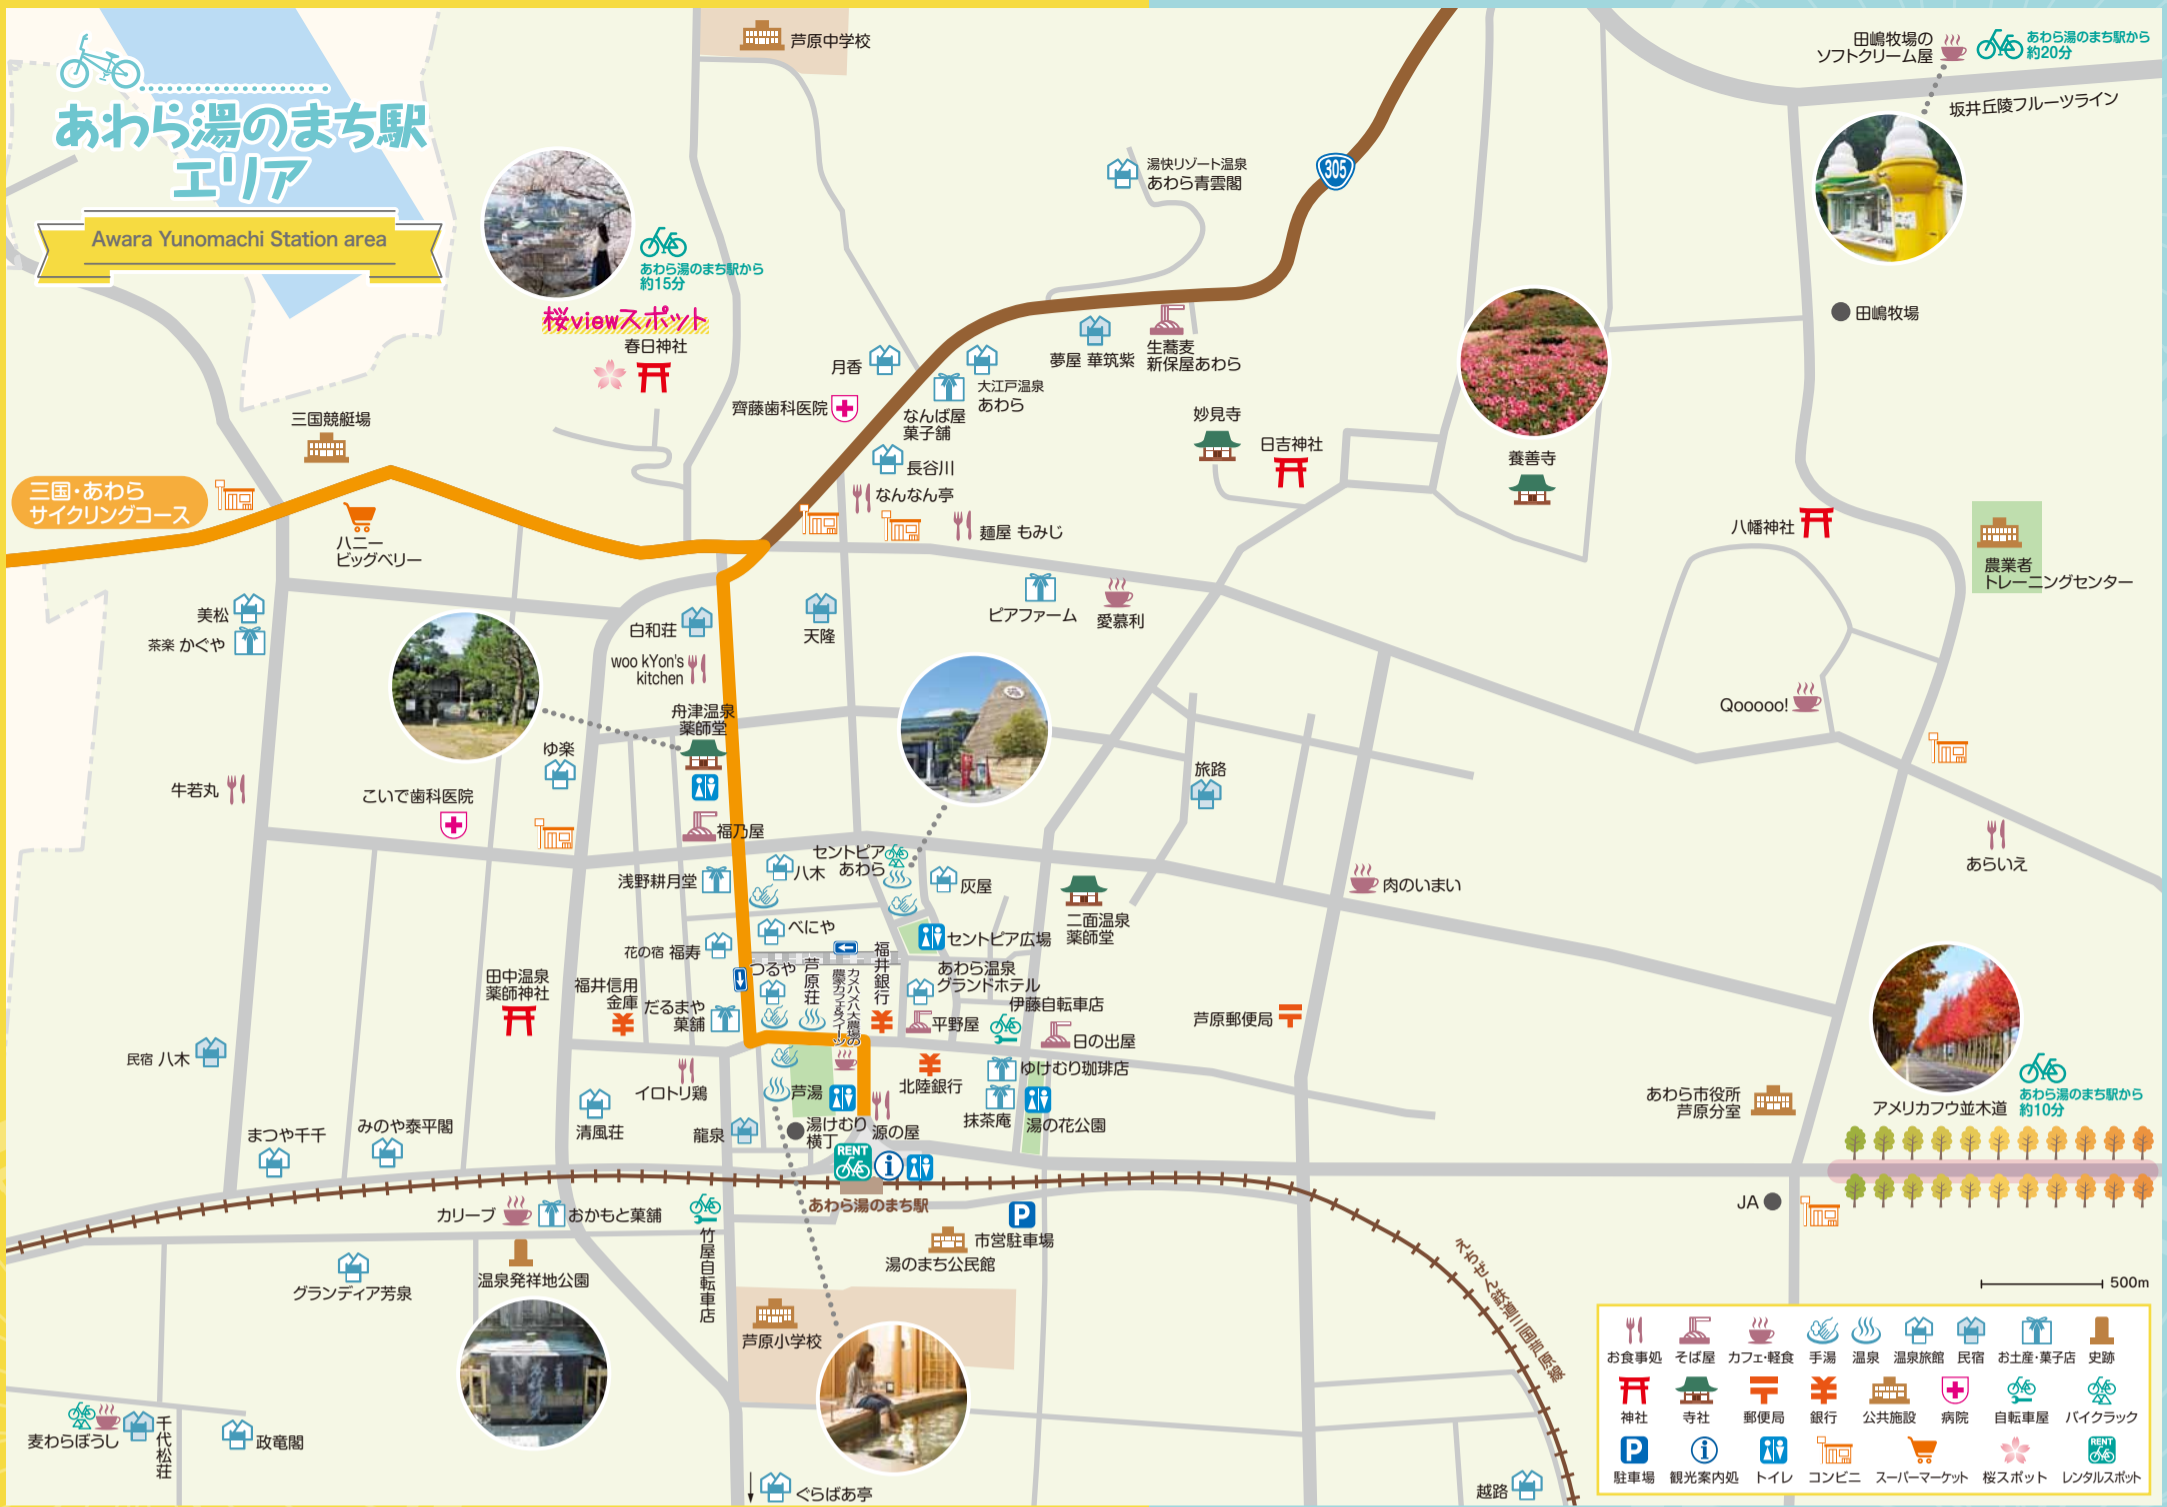 あわら湯のまち駅
エリア
Awara Yunomachi Station area
芦原中学校
田嶋牧場の
ソフトクリーム屋
あわら湯のまち駅から
約20分
坂井丘陵フルーツライン
湯快リゾート温泉
あわら青雲閣
305
あわら湯のまち駅から
約15分
桜viewスポット
春日神社
田嶋牧場
月香
夢屋 華筑紫
生蕎麦
新保屋あわら
大江戸温泉
あわら
なんば屋
菓子舗
齊藤歯科医院
三国競艇場
妙見寺
日吉神社
養善寺
長谷川
なんなん亭
麺屋 もみじ
三国・あわら
サイクリングコース
ハニー
ビッグベリー
八幡神社
農業者
トレーニングセンター
美松
茶楽 かぐや
白和荘
天隆
ピアファーム
愛慕利
woo kYon's
kitchen
舟津温泉
薬師堂
Qooooo!
ゆ楽
牛若丸
こいで歯科医院
福乃屋
旅路
あらいえ
セントピア
あわら
八木
浅野耕月堂
灰屋
肉のいまい
二面温泉
薬師堂
べにや
セントピア広場
花の宿 福寿
福井銀行
つるや
芦原荘
カメハメハ大農場の
農家カフェ&スイーツ
あわら温泉
グランドホテル
田中温泉
薬師神社
福井信用
金庫
だるまや
菓舗
伊藤自転車店
平野屋
日の出屋
芦原郵便局
民宿 八木
イロトリ鶏
芦湯
北陸銀行
ゆけむり珈琲店
抹茶庵
湯の花公園
あわら市役所
芦原分室
アメリカフウ並木道
あわら湯のまち駅から
約10分
まつや千千
みのや泰平閣
清風荘
龍泉
湯けむり
横丁
源の屋
RENT
あわら湯のまち駅
カリーブ
おかもと菓舗
竹屋自転車店
P
市営駐車場
湯のまち公民館
JA
温泉発祥地公園
グランディア芳泉
えちぜん鉄道三国芦原線
500m
芦原小学校
麦わらぼうし
千代松荘
政竜閣
ぐらばあ亭
越路
お食事処
そば屋
カフェ・軽食
手湯
温泉
温泉旅館
民宿
お土産・菓子店
史跡
神社
寺社
郵便局
銀行
公共施設
病院
自転車屋
バイクラック
P
RENT
駐車場
観光案内処
トイレ
コンビニ
スーパーマーケット
桜スポット
レンタルスポット